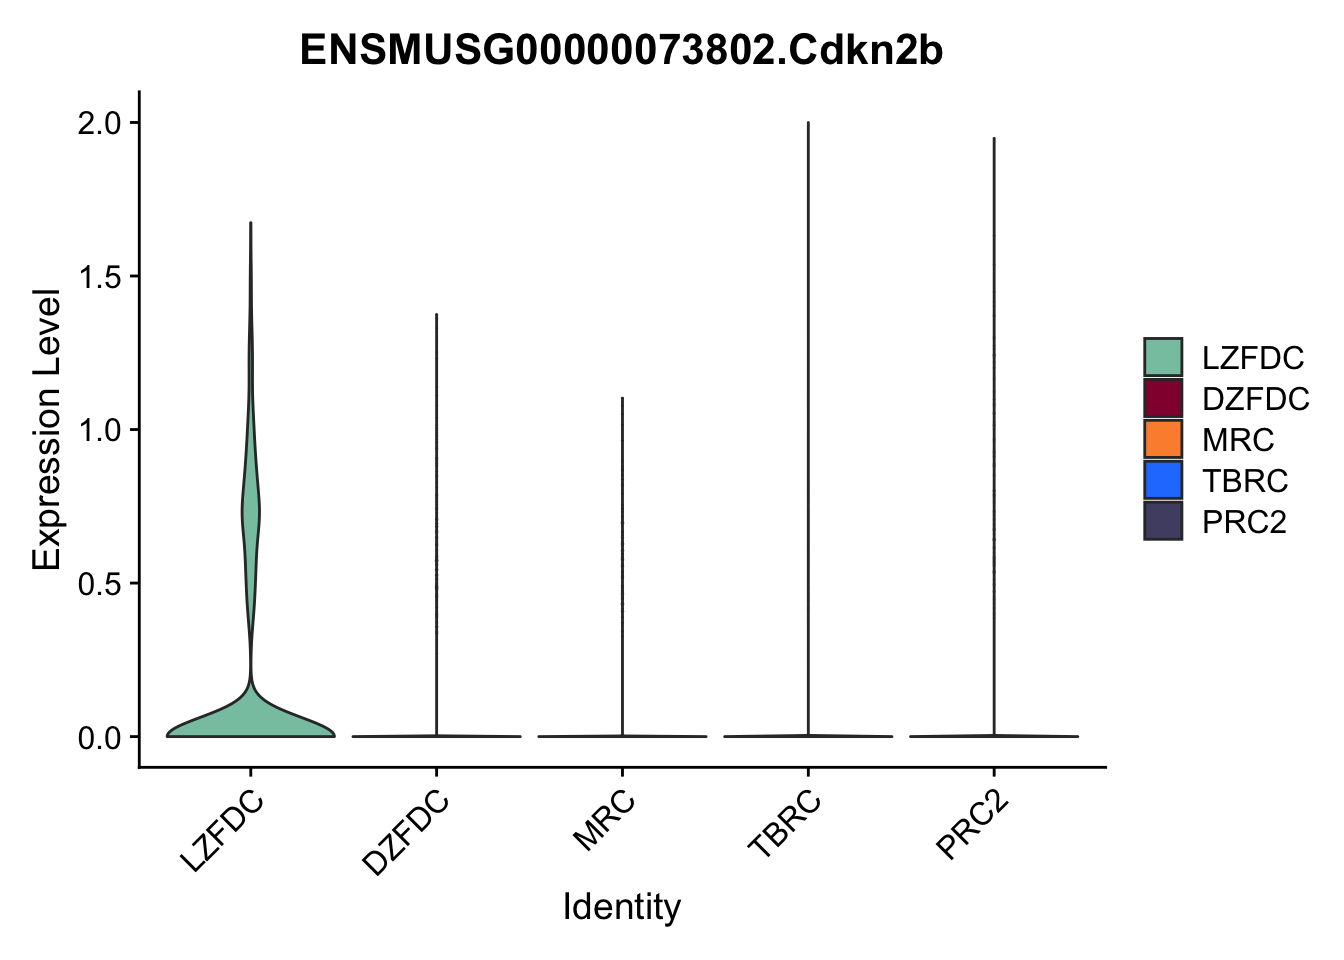 ENSMUSG00000073802.Cdkn2b
Expression Level
2.0
1.5
1.0
0.5
0.0
LZFDC
DZFDC
MRC
TBRC
PRC2
Identity
LZFDC
DZFDC
MRC
TBRC
PRC2